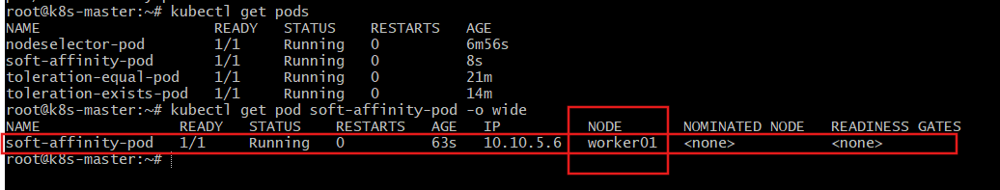 root@k8s-master:~# kubectl get pods
NAME READY STATUS RESTARTS AGE
nodeselector-pod 1/1 Running 0 6m56s
soft-affinity-pod 1/1 Running 0 8s
toleration-equal-pod 1/1 Running 0 21m
toleration-exists-pod 1/1 Running 0 14m
root@k8s-master:~# kubectl get pod soft-affinity-pod -o wide
NAME READY STATUS RESTARTS AGE IP NODE NOMINATED NODE READINESS GATES
soft-affinity-pod 1/1 Running 0 63s 10.10.5.6 worker01 <none> <none>
root@k8s-master:~#